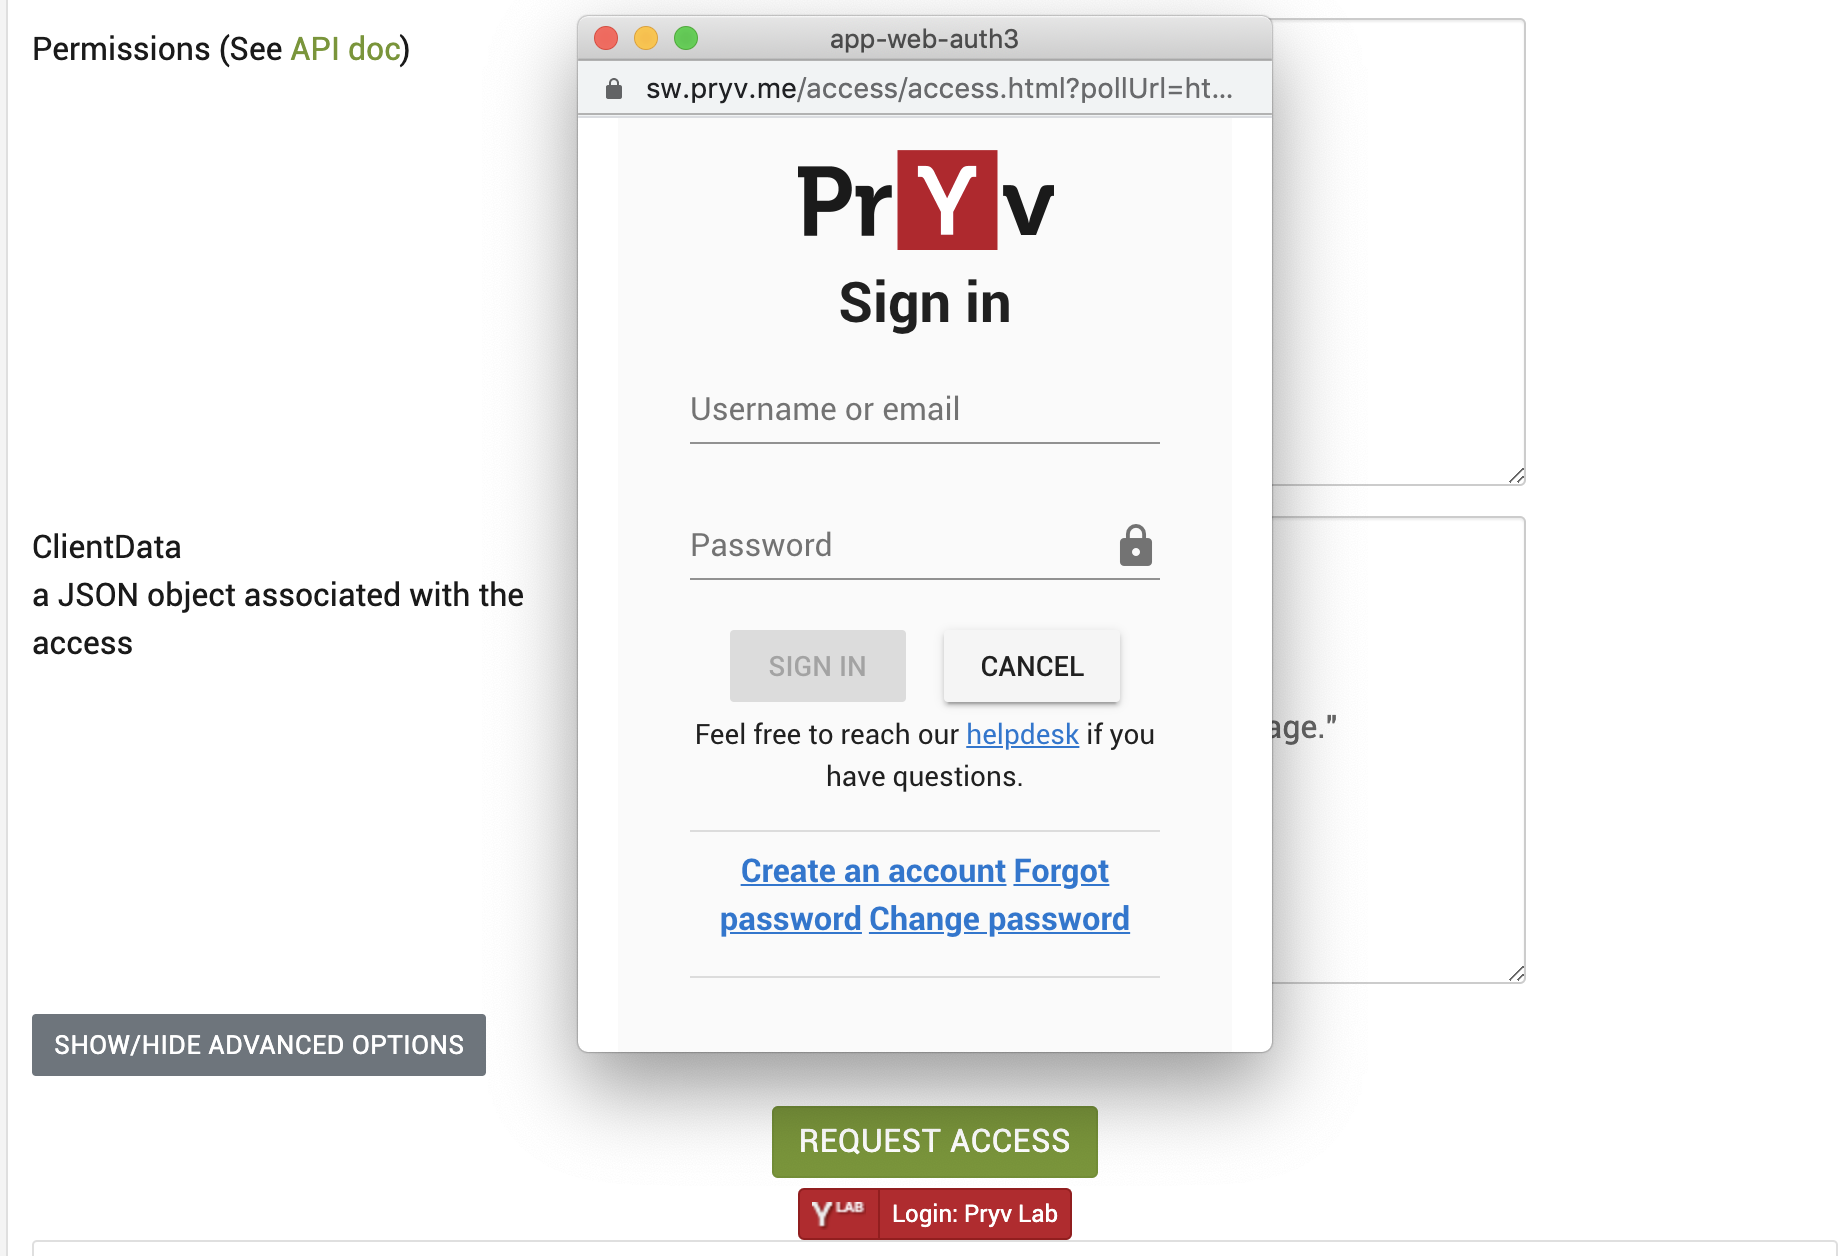 Permissions (See API doc)
app-web-auth3
sw.pryv.me/access/access.html?pollUrl=ht...
PrYv
Sign in
Username or email
Password
ClientData
a JSON object associated with the
access
SIGN IN
CANCEL
Feel free to reach our helpdesk if you
have questions.
age."
Create an account Forgot
password Change password
SHOW/HIDE ADVANCED OPTIONS
REQUEST ACCESS
Y LAB Login: Pryv Lab